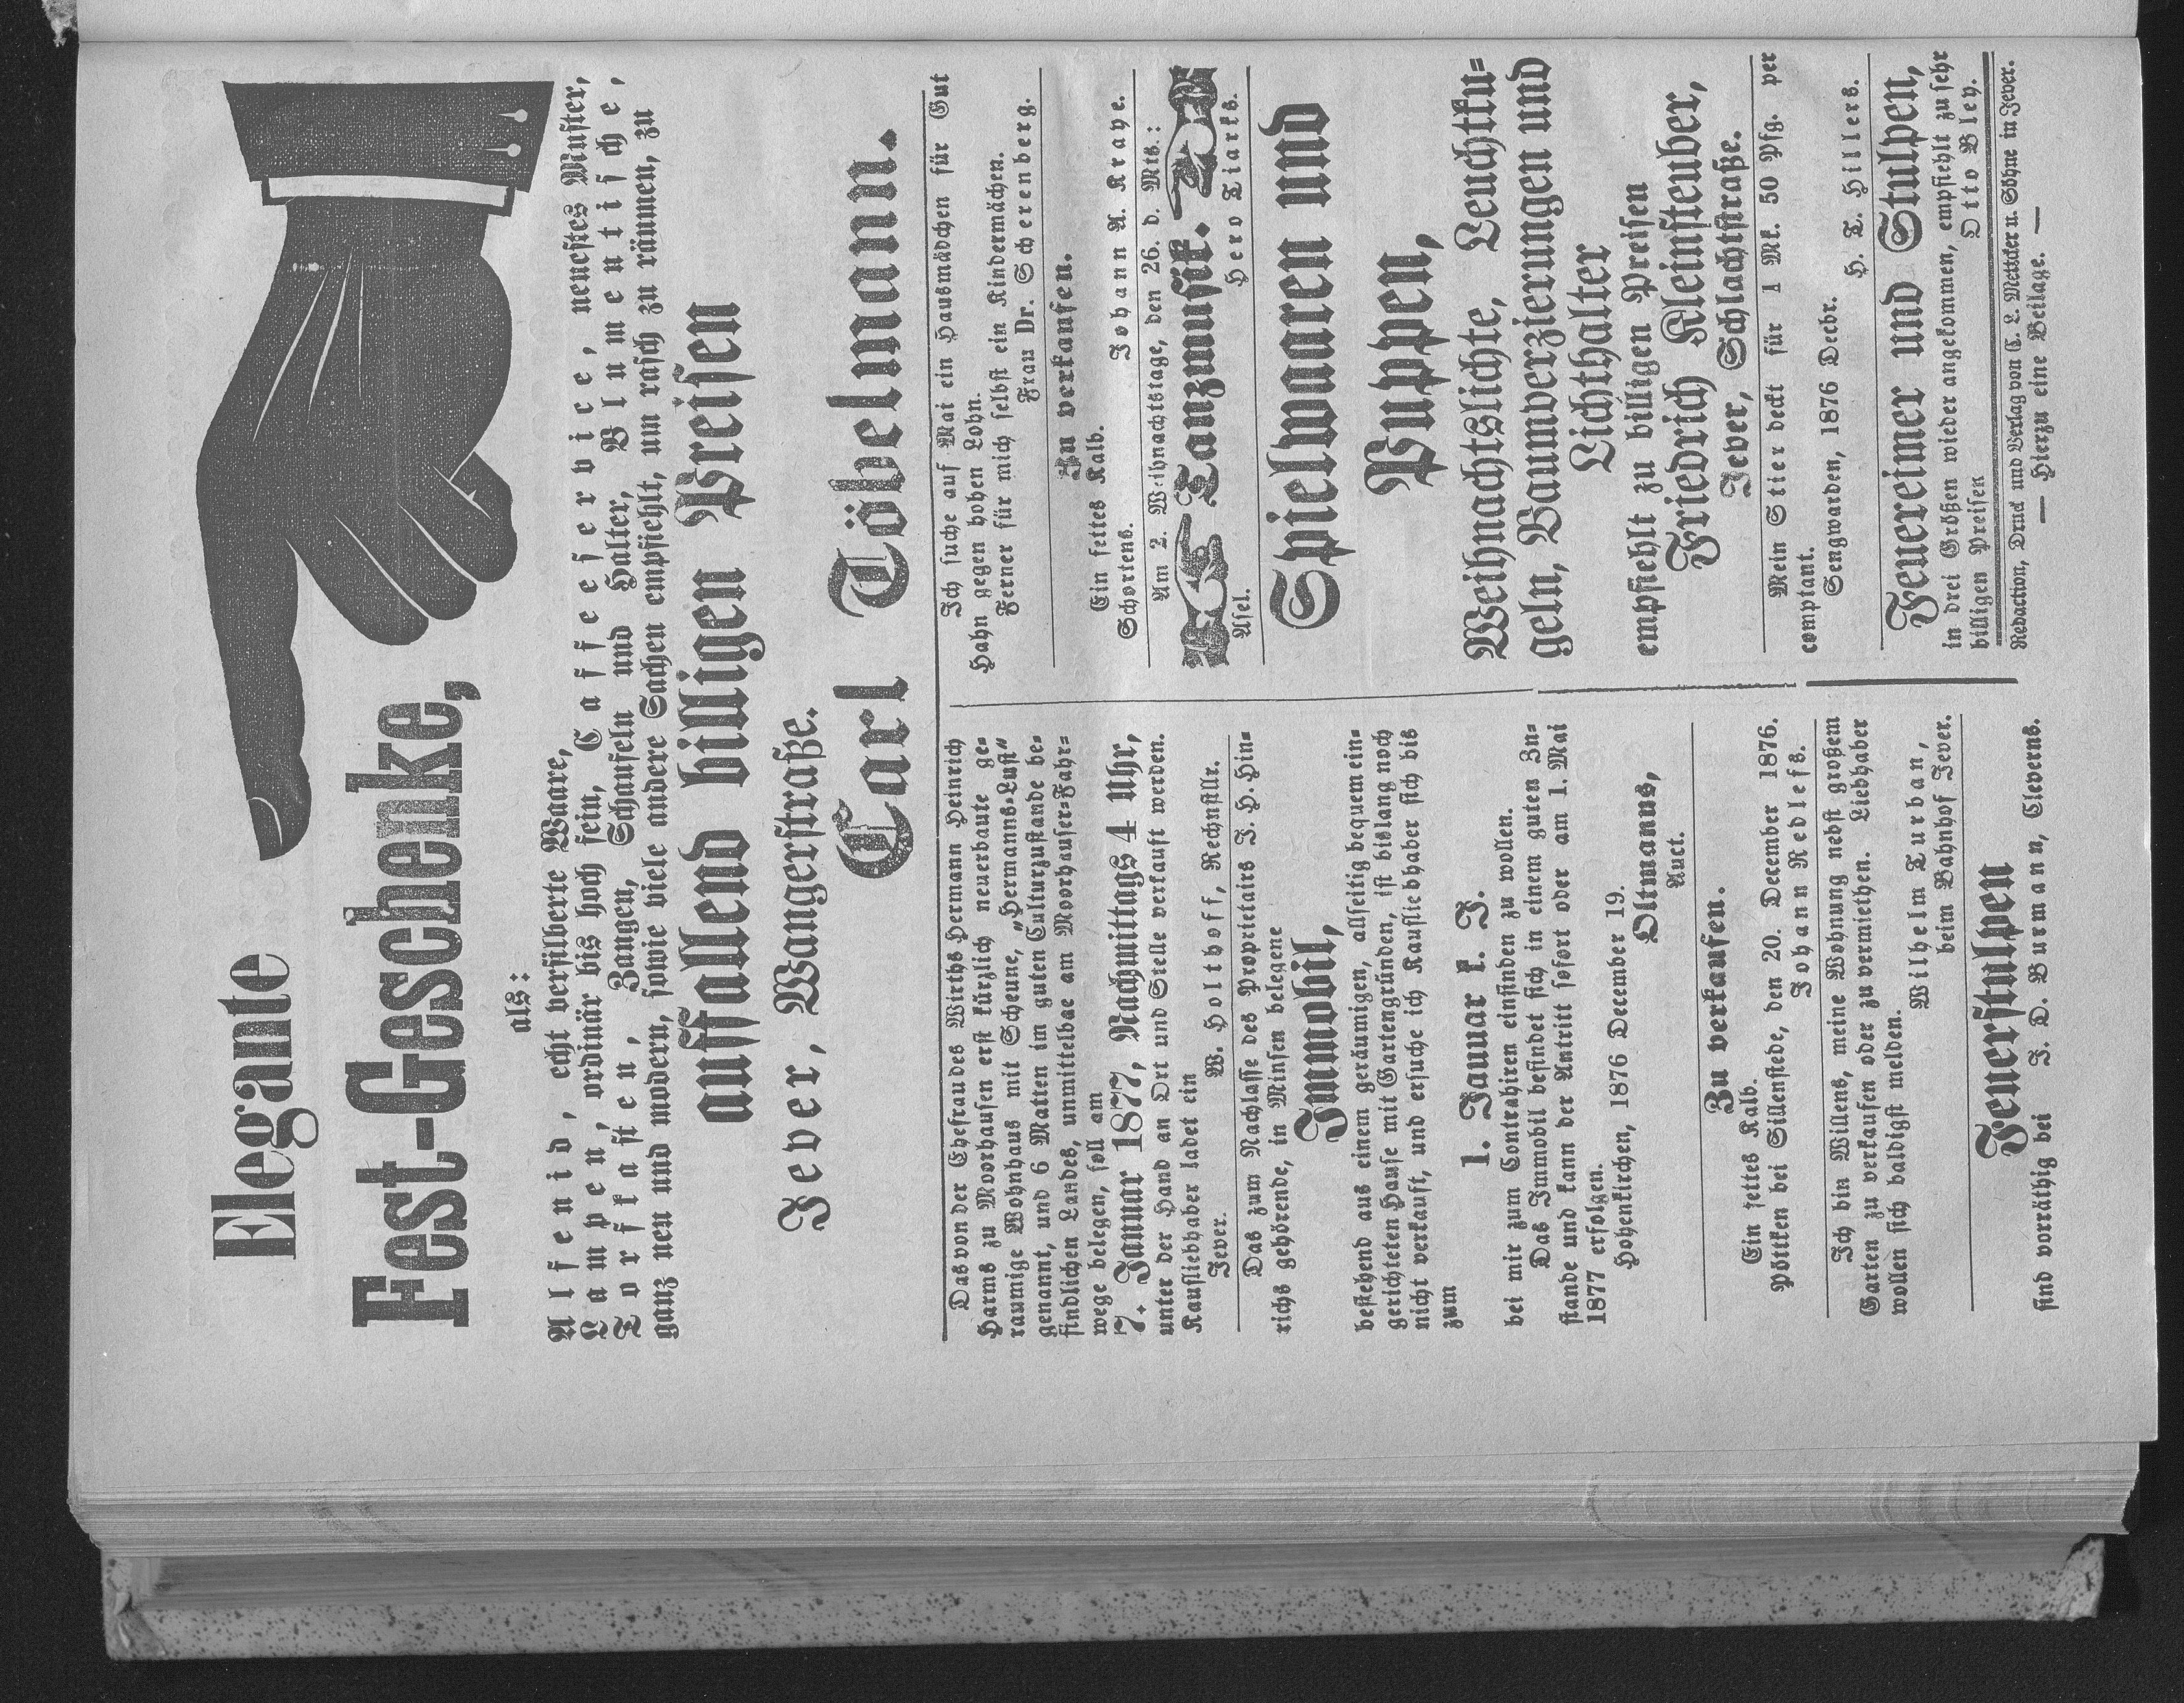 Elegante
Fest-Geschenke,
als:
Alfenid, echt versilberte Waare,
Lampen, ordinär bis hoch fein, Caffeeservice, neuestes Muster,
Torfkasten, Zangen, Schaufeln und Halter, Blumentische,
ganz neu und modern, sowie viele andere Sachen empfiehlt, um rasch zu räumen, zu
auffallend billigen Preisen
Jever, Wangerstraße.
Carl Töbelmann.
Das von der Ehefrau des Wirths Hermann Heinrich
Harms zu Moorhausen erst kürzlich neuerbaute ge-
raumige Wohnhaus mit Scheune, „Hermanns-Lust“
genannt, und 6 Matten im guten Culturzustande be-
findlichen Landes, unmittelbar am Moorhauser-Fahr-
wege belegen, soll am
7. Januar 1877, Nachmittags 4 Uhr,
unter der Hand an Ort und Stelle verkauft werden.
Kaufliebhaber ladet ein
Jever. W. Holthoff, Rechnstllr.
Das zum Nachlasse des Proprietairs J. H. Hin-
richs gehörende, in Minsen belegene
Immobil,
bestehend aus einem geräumigen, allseitig bequem ein-
gerichteten Hause mit Gartengründen, ist bislang noch
nicht verkauft, und ersuche ich Kaufliebhaber sich bis
zum
1. Januar k. J.
bei mir zum Contrahiren einfinden zu wollen.
Das Immobil befindet sich in einem guten Zu-
stande und kann der Antritt sofort oder am 1. Mai
1877 erfolgen.
Hohenkirchen, 1876 December 19.
Oltmanns,
Auct.
Zu verkaufen.
Ein fettes Kalb.
Pöttken bei Sillenstede, den 20. December 1876.
Johann Redlefs.
Ich bin Willens, meine Wohnung nebst großem
Garten zu verkaufen oder zu vermiethen. Liebhaber
wollen sich baldigst melden.
Wilhelm Turban,
beim Bahnhof Jever.
Feuerstulpen
sind vorräthig bei J. D. Burmann, Cleverns.
Ich suche auf Mai ein Hausmädchen für Gut
Hahn gegen hohen Lohn.
Ferner für mich selbst ein Kindermächen.
Frau Dr. Scherenberg.
Zu verkaufen.
Ein fettes Kalb.
Schortens. Johann A. Kraye.
Am 2. Weihnachtstage, den 26. d. Mts.:
Tanzmusik.
Asel. Hero Tiarks.
Spielwaaren und
Puppen,
Weihnachtslichte, Leuchtku-
geln, Baumverzierungen und
Lichthalter
empfiehlt zu billigen Preisen
Friedrich Kleinsteuber,
Jever, Schlachtstraße.
Mein Stier deckt für 1 Mk. 50 Pfg. per
comptant.
Sengwarden, 1876 Decbr.
H. T. Hillers.
Feuereimer und Stulpen,
in drei Größen wieder angekommen, empfiehlt zu sehr
billigen Preisen Otto Bley.
Redaction, Druck und Verlag von C. L. Mettcker u. Söhne in Jever.
— Hierzu eine Beilage. —